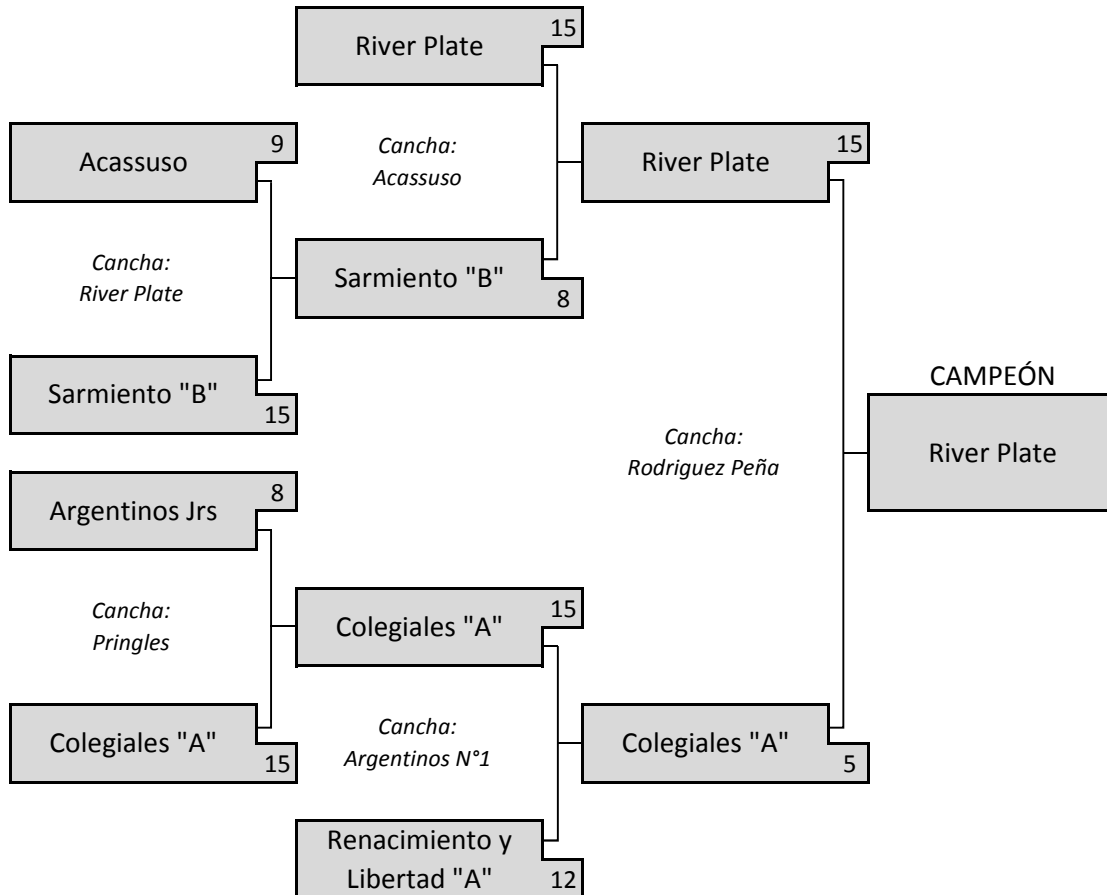 River Plate
15
Acassuso
9
Cancha:
Acassuso
River Plate
15
Cancha:
River Plate
Sarmiento "B"
8
Sarmiento "B"
15
CAMPEÓN
River Plate
Cancha:
Rodriguez Peña
Argentinos Jrs
8
Cancha:
Pringles
Colegiales "A"
15
Colegiales "A"
15
Cancha:
Argentinos N°1
Colegiales "A"
5
Renacimiento y
Libertad "A"
12